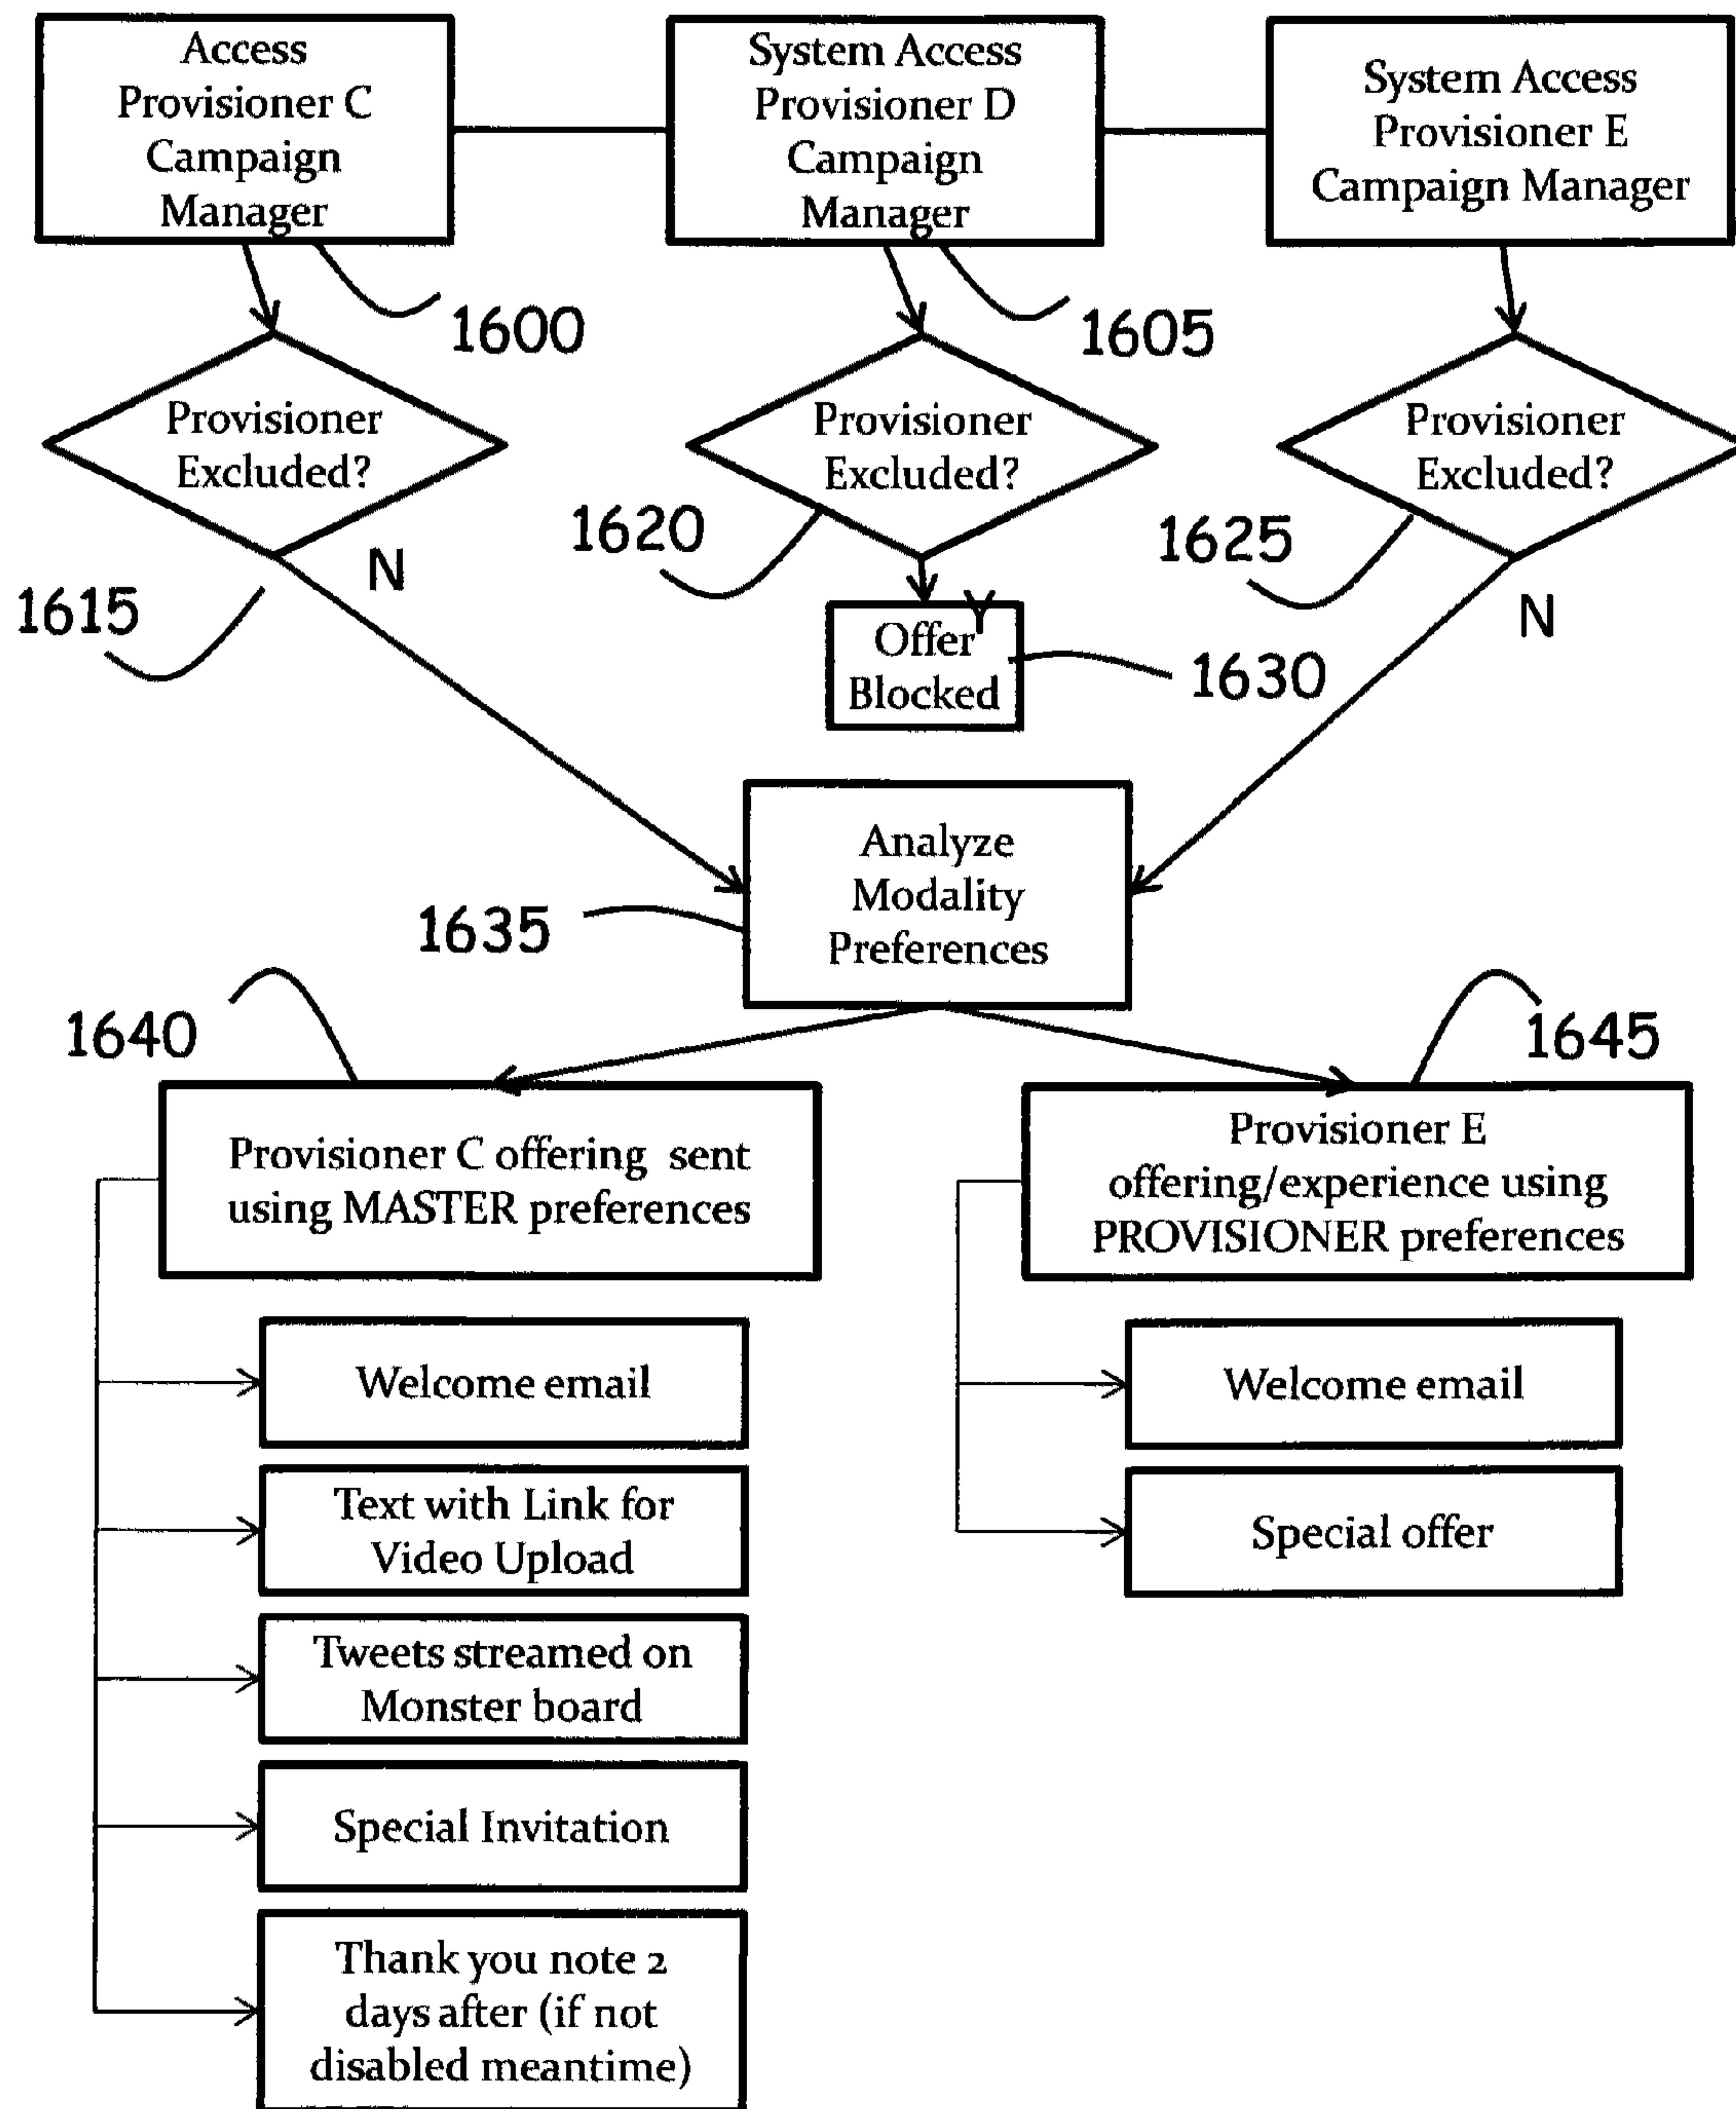 Access
Provisioner C
Campaign
Manager
System Access
Provisioner D
Campaign
Manager
System Access
Provisioner E
Campaign Manager
1600
1605
Provisioner
Excluded?
Provisioner
Excluded?
Provisioner
Excluded?
1615
N
1620
Y
1625
N
Offer
Blocked
1630
Analyze
Modality
Preferences
1635
1640
1645
Provisioner C offering sent
using MASTER preferences
Provisioner E
offering/experience using
PROVISIONER preferences
Welcome email
Text with Link for
Video Upload
Tweets streamed on
Monster board
Special Invitation
Thank you note 2
days after (if not
disabled meantime)
Welcome email
Special offer